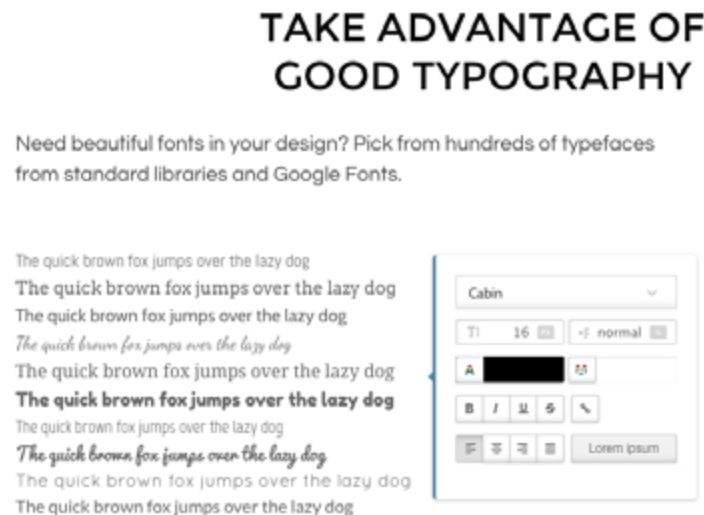 TAKE ADVANTAGE OF
GOOD TYPOGRAPHY
Need beautiful fonts in your design? Pick from hundreds of typefaces
from standard libraries and Google Fonts.
The quick brown fox jumps over the lazy dog
The quick brown fox jumps over the lazy dog
The quick brown fox jumps over the lazy dog
The quick brown fox jumps over the lazy dog
The quick brown fox jumps over the lazy dog
The quick brown fox jumps over the lazy dog
The quick brown fox jumps over the lazy dog
The quick brown fox jumps over the lazy dog
The quick brown fox jumps over the lazy dog
The quick brown fox jumps over the lazy dog
Cabin
16
normal
A
B I U S
Lorem ipsum